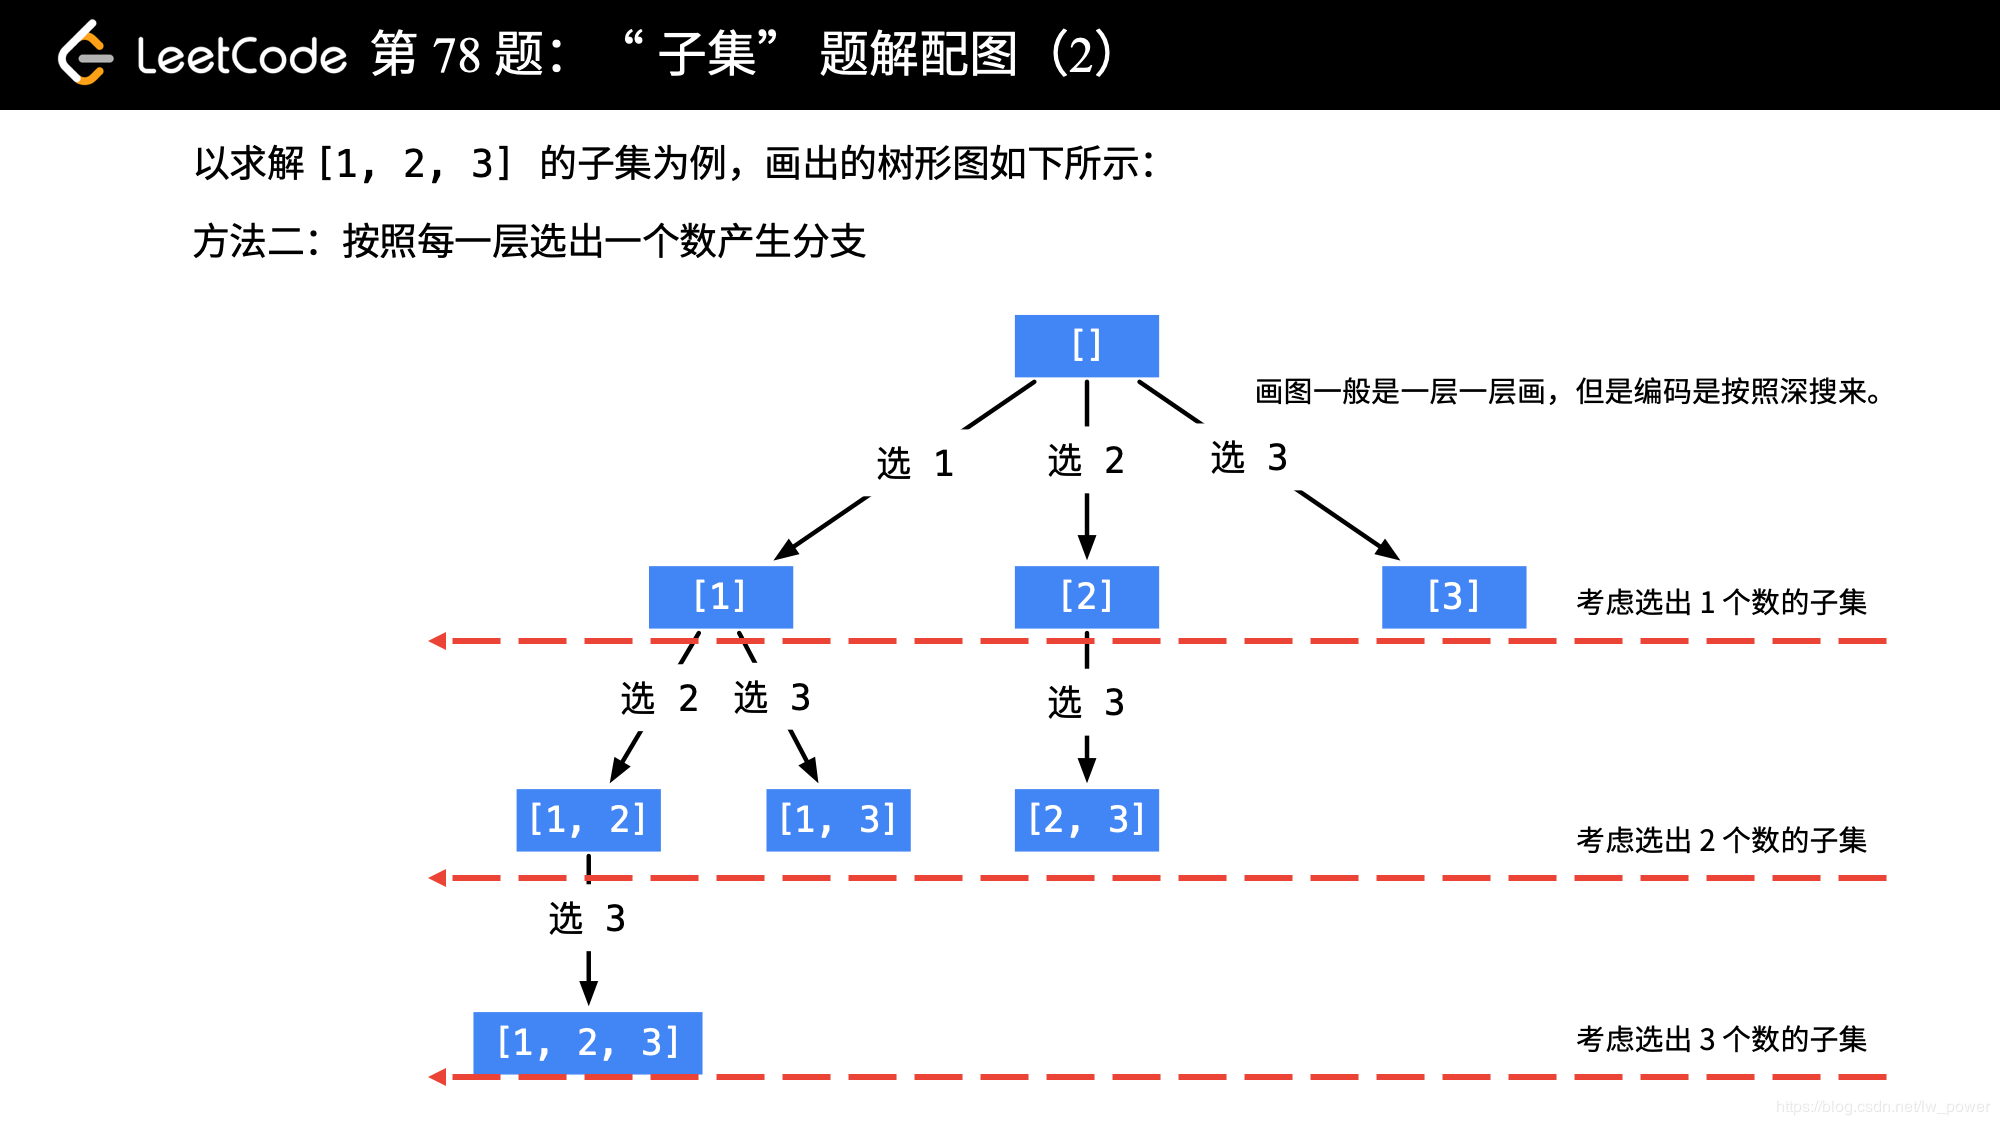 LeetCode 第 78 题：“子集” 题解配图（2）
以求解 [1, 2, 3] 的子集为例，画出的树形图如下所示：
方法二：按照每一层选出一个数产生分支
[]
画图一般是一层一层画，但是编码是按照深搜来。
选 1
选 2
选 3
[1]
[2]
[3]
考虑选出 1 个数的子集
选 2
选 3
选 3
[1, 2]
[1, 3]
[2, 3]
考虑选出 2 个数的子集
选 3
[1, 2, 3]
考虑选出 3 个数的子集
https://blog.csdn.net/lw_power